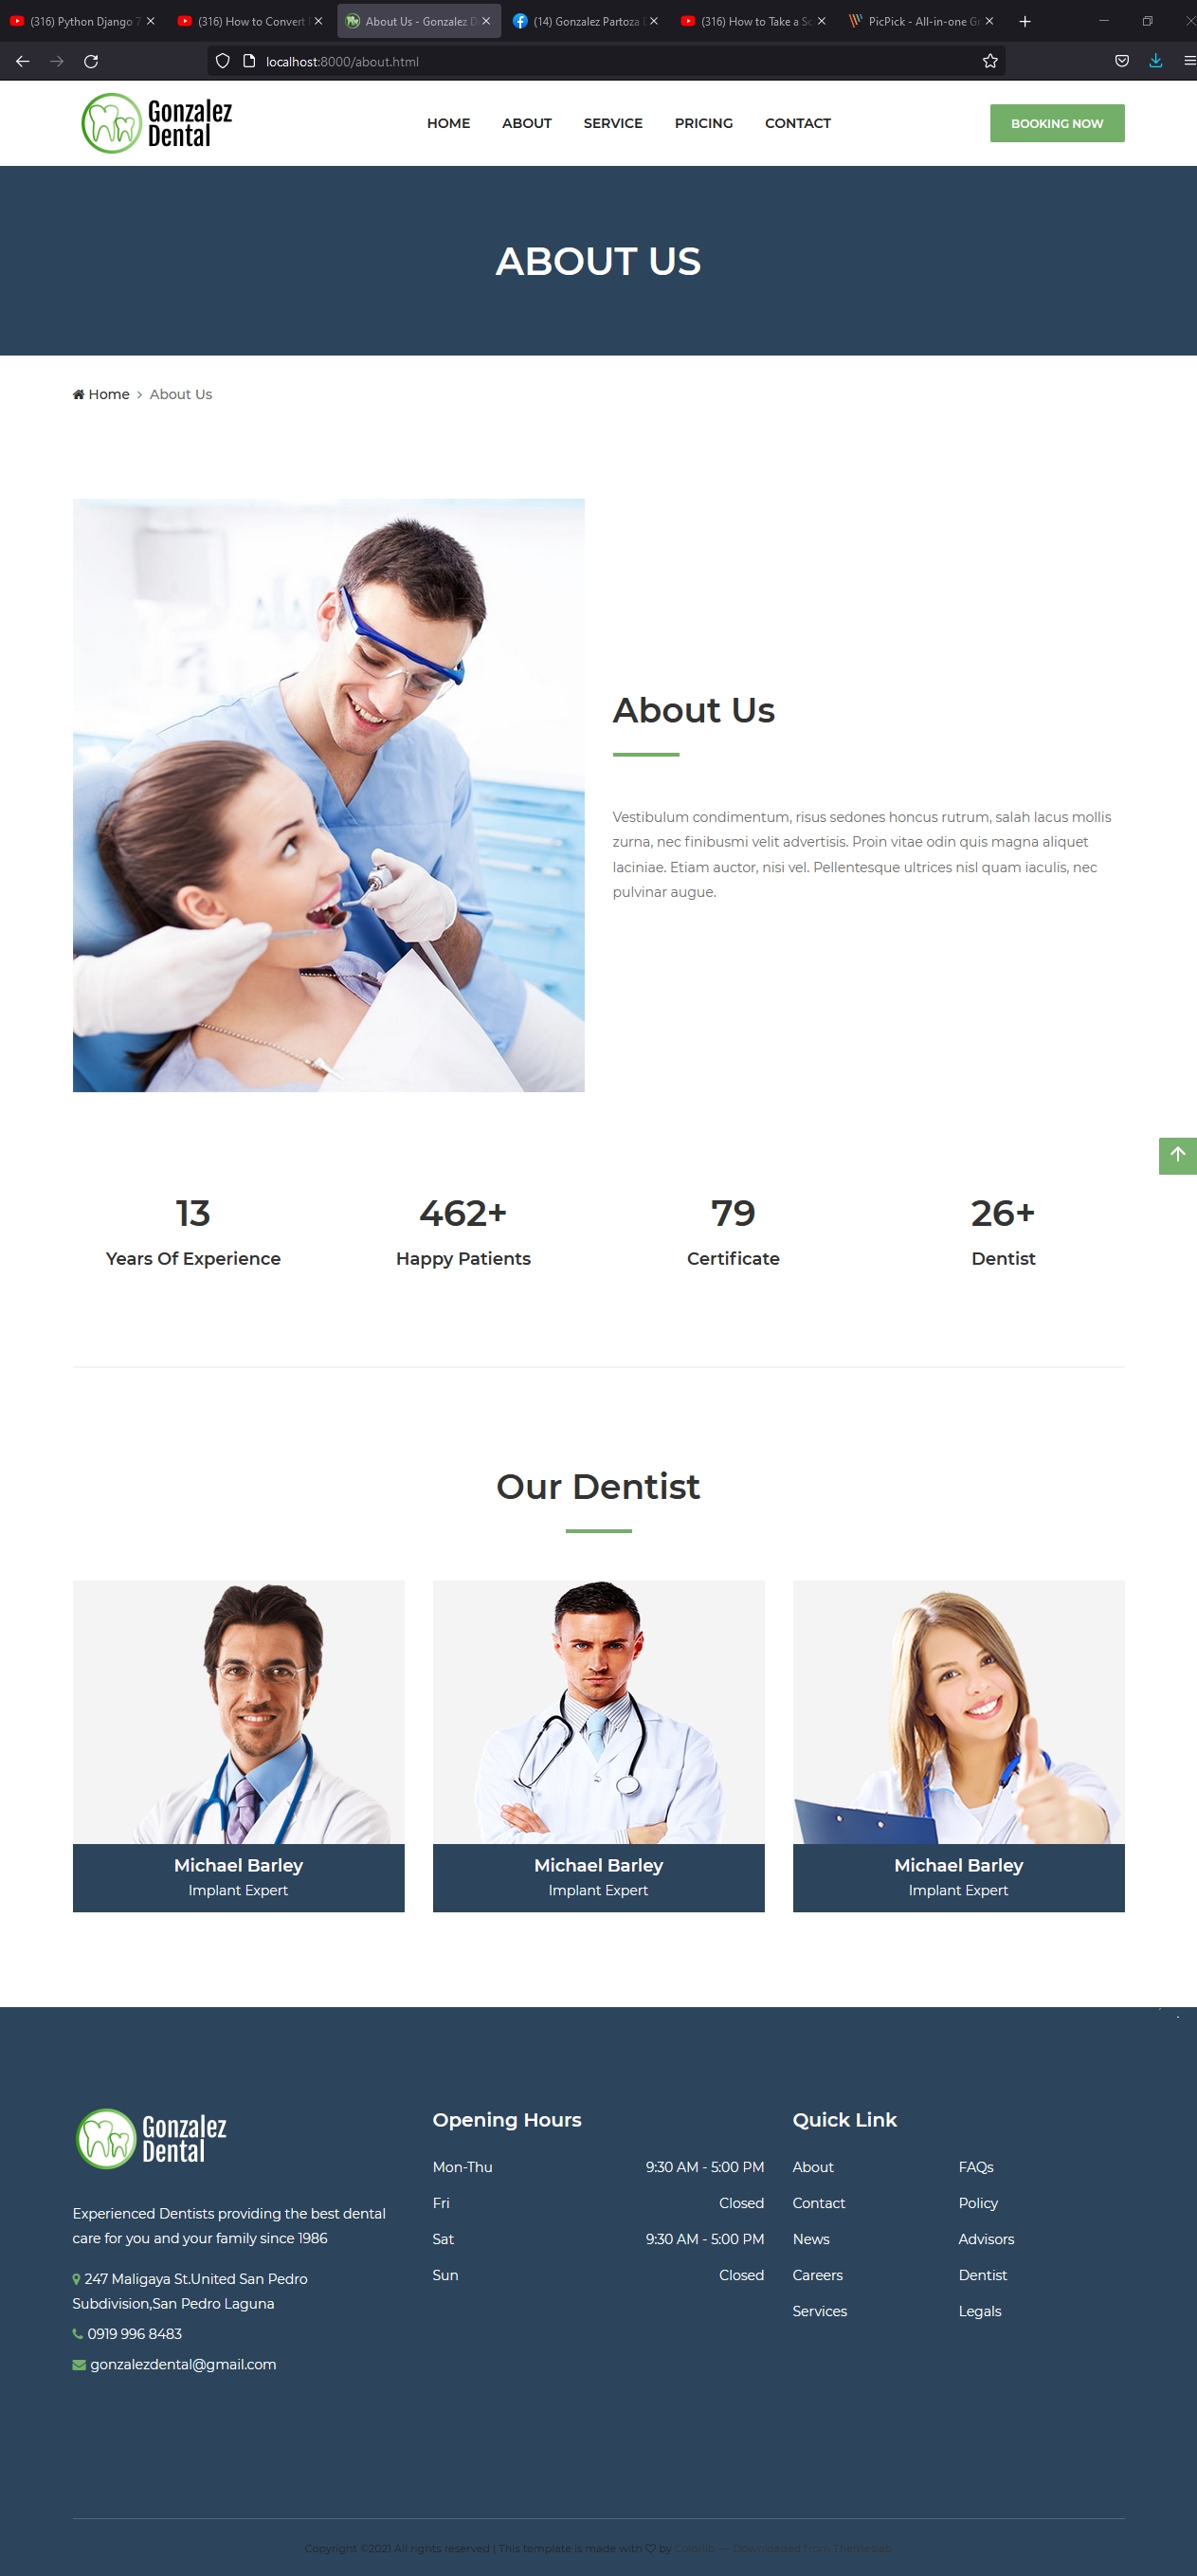 (316) Python Django 7
(316) How to Convert
About Us - Gonzalez D
(14) Gonzalez Partoza
(316) How to Take a Sc
PicPick - All-in-one Gr
localhost:8000/about.html
Gonzalez
Dental
HOME ABOUT SERVICE PRICING CONTACT
BOOKING NOW
ABOUT US
Home > About Us
About Us
Vestibulum condimentum, risus sedones honcus rutrum, salah lacus mollis
zurna, nec finibusmi velit advertisis. Proin vitae odin quis magna aliquet
laciniae. Etiam auctor, nisi vel. Pellentesque ultrices nisl quam iaculis, nec
pulvinar augue.
13 462+ 79 26+
Years Of Experience Happy Patients Certificate Dentist
Our Dentist
Michael Barley Michael Barley Michael Barley
Implant Expert Implant Expert Implant Expert
Gonzalez
Dental
Experienced Dentists providing the best dental
care for you and your family since 1986
247 Maligaya St.United San Pedro
Subdivision,San Pedro Laguna
0919 996 8483
gonzalezdental@gmail.com
Opening Hours
Mon-Thu 9:30 AM - 5:00 PM
Fri Closed
Sat 9:30 AM - 5:00 PM
Sun Closed
Quick Link
About FAQs
Contact Policy
News Advisors
Careers Dentist
Services Legals
Copyright ©2021 All rights reserved | This template is made with ♡ by Colorlib — Downloaded from Themeslab